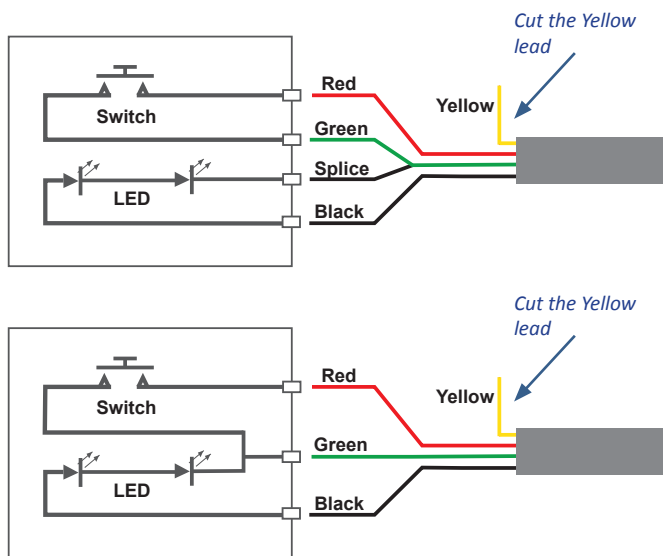 Cut the Yellow
lead
Red
Yellow
Switch
Green
Splice
LED
Black
Cut the Yellow
lead
Red
Yellow
Switch
Green
LED
Black